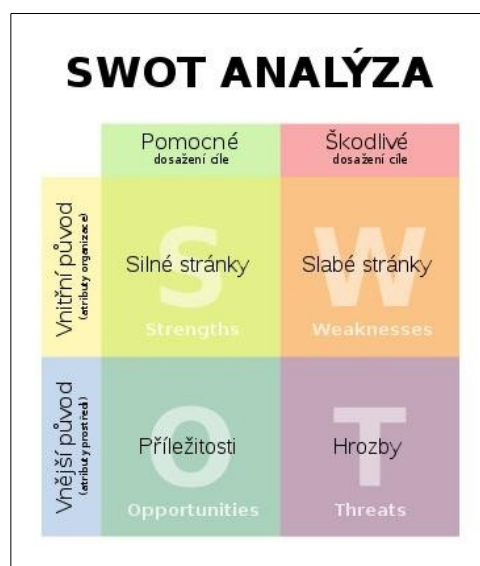 SWOT ANALÝZA
Pomocné
dosažení cíle
Škodlivé
dosažení cíle
Vnitřní původ
(atributy organizace)
S
Silné stránky
Strengths
W
Slabé stránky
Weaknesses
Vnější původ
(atributy prostředí)
O
Příležitosti
Opportunities
T
Hrozby
Threats